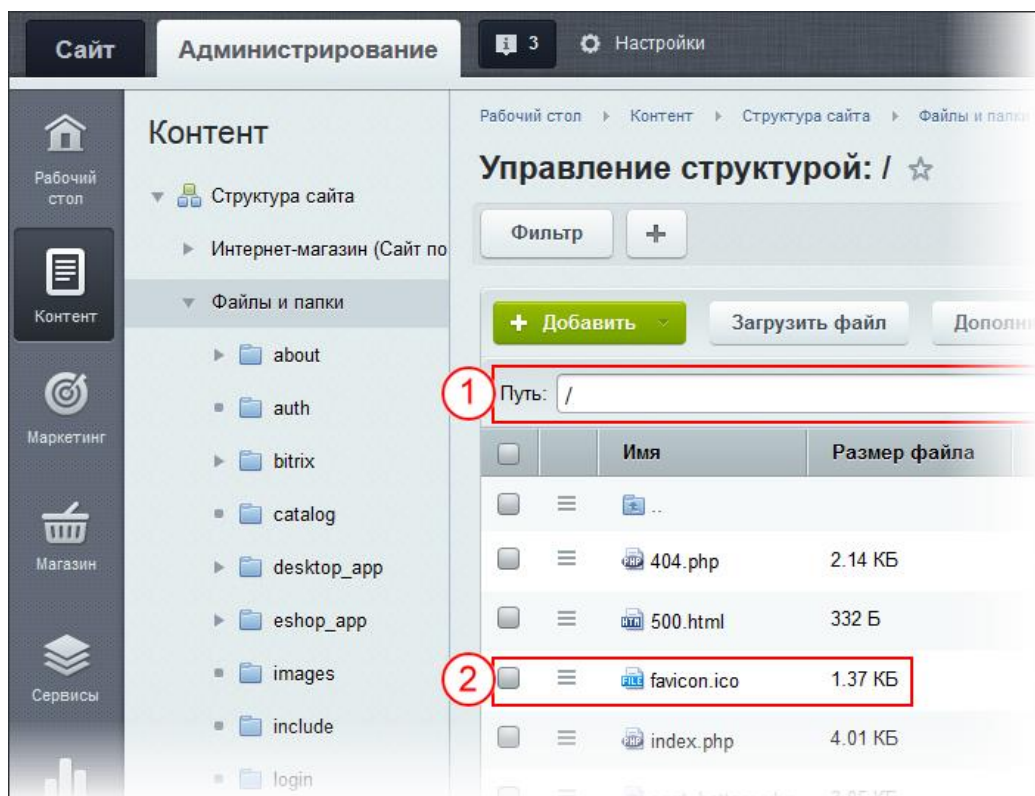 Сайт
Администрирование
3
Настройки
Рабочий стол
Контент
Маркетинг
Магазин
Сервисы
Контент
Структура сайта
Интернет-магазин (Сайт по
Файлы и папки
about
auth
bitrix
catalog
desktop_app
eshop_app
images
include
login
Рабочий стол Контент Структура сайта Файлы и папки
Управление структурой: /
Фильтр +
+ Добавить Загрузить файл Дополни
1 Путь: /
Имя Размер файла
..
404.php 2.14 КБ
500.html 332 Б
2 favicon.ico 1.37 КБ
index.php 4.01 КБ